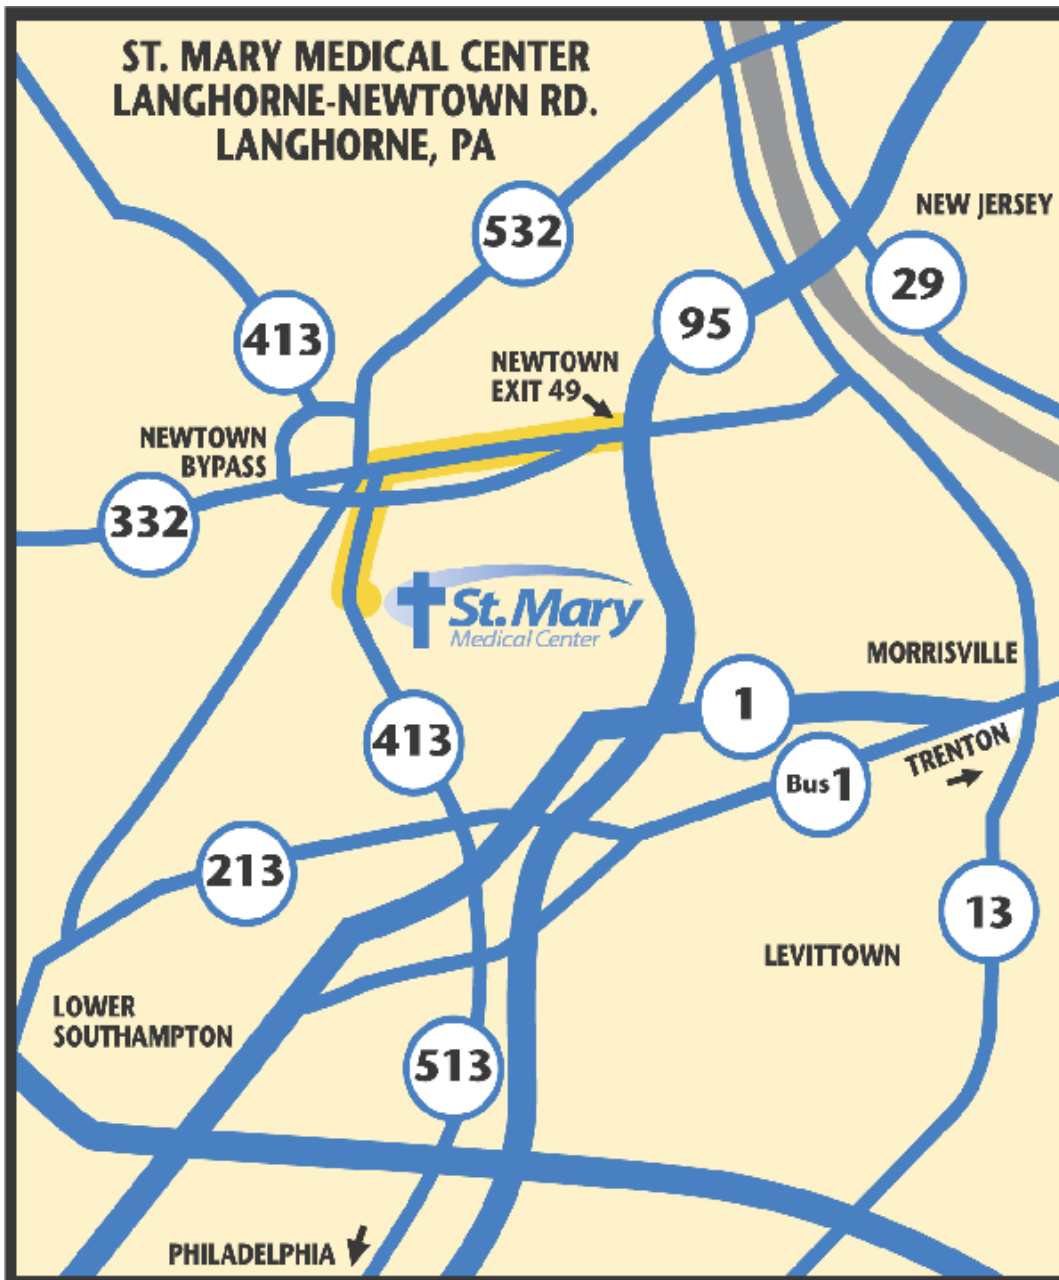 ST. MARY MEDICAL CENTER
LANGHORNE-NEWTOWN RD.
LANGHORNE, PA
532
NEW JERSEY
29
95
413
NEWTOWN
EXIT 49
NEWTOWN
BYPASS
332
St. Mary
Medical Center
MORRISVILLE
1
413
TRENTON
Bus 1
213
13
LEVITTOWN
LOWER
SOUTHAMPTON
513
PHILADELPHIA